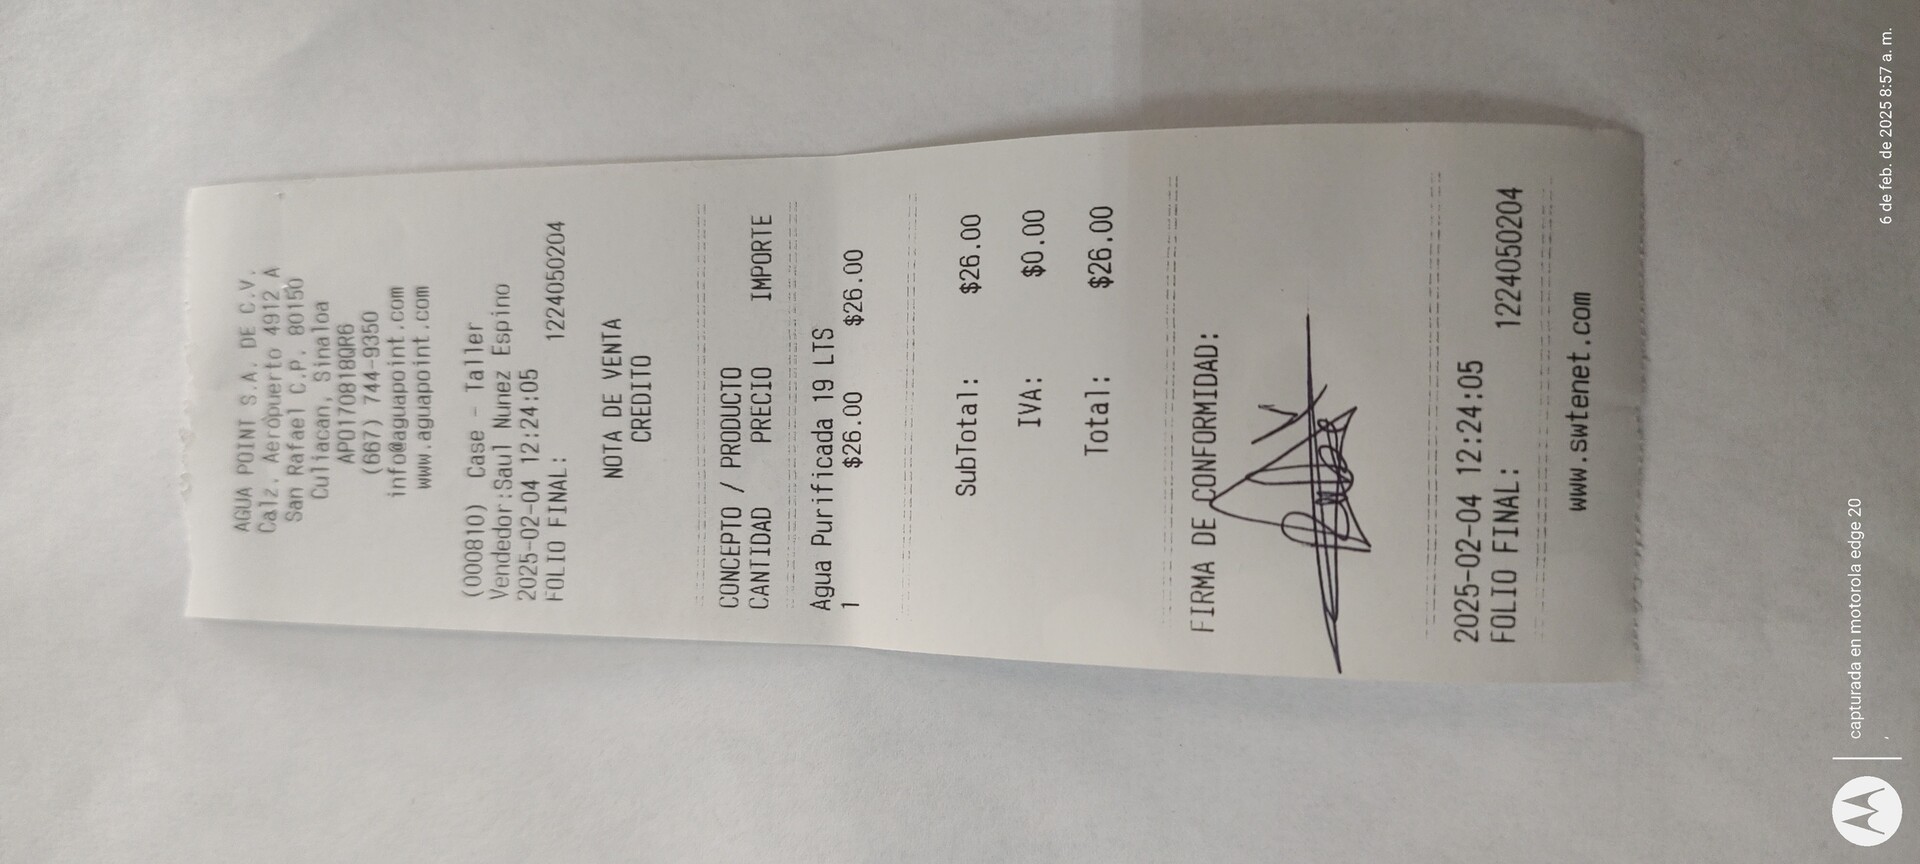 AGUA POINT S.A. DE C.V.
Calz. Aeropuerto 4912 A
San Rafael C.P. 80150
Culiacan, Sinaloa
APO170818QR6
(667) 744-9350
info@aguapoint.com
www.aguapoint.com
(000810) Case - Taller
Vendedor:Saul Nunez Espino
2025-02-04 12:24:05
FOLIO FINAL: 1224050204
NOTA DE VENTA
CREDITO
CONCEPTO / PRODUCTO
CANTIDAD PRECIO IMPORTE
Agua Purificada 19 LTS
1 $26.00 $26.00
SubTotal: $26.00
IVA: $0.00
Total: $26.00
FIRMA DE CONFORMIDAD:
2025-02-04 12:24:05
FOLIO FINAL: 1224050204
www.swtenet.com
capturada en motorola edge 20
6 de feb. de 2025 8:57 a. m.